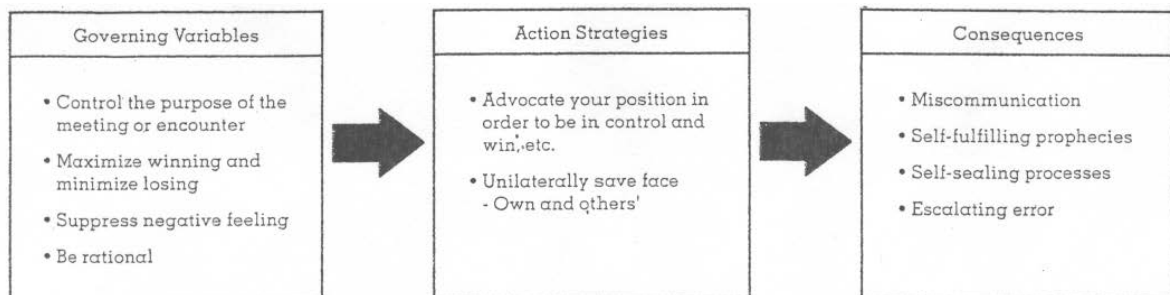 Governing Variables
• Control the purpose of the
meeting or encounter
• Maximize winning and
minimize losing
• Suppress negative feeling
• Be rational
Action Strategies
• Advocate your position in
order to be in control and
win, etc.
• Unilaterally save face
- Own and others'
Consequences
• Miscommunication
• Self-fulfilling prophecies
• Self-sealing processes
• Escalating error